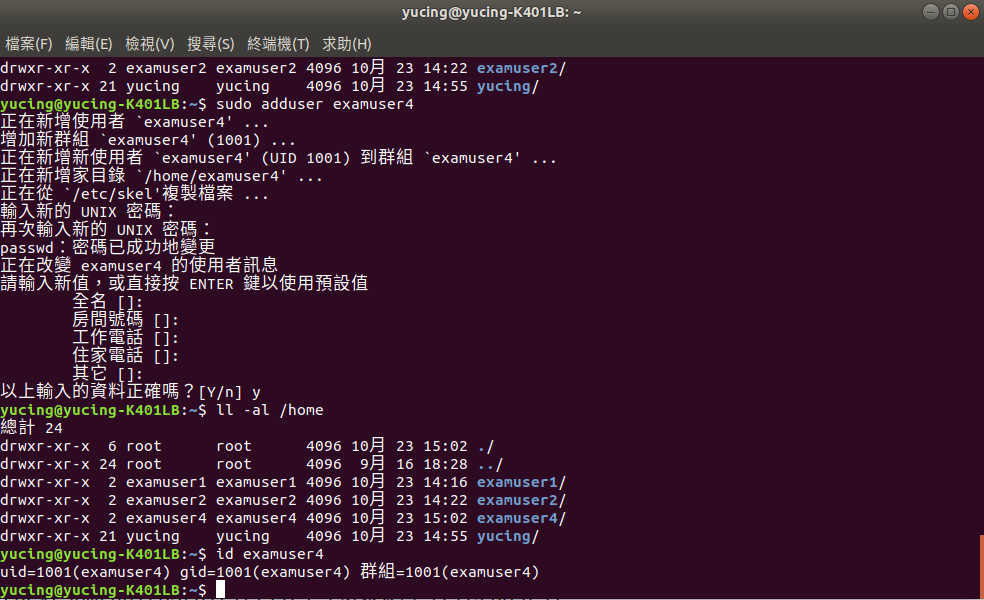 yucing@yucing-K401LB: ~
檔案(F) 編輯(E) 檢視(V) 搜尋(S) 終端機(T) 求助(H)
drwxr-xr-x  2 examuser2 examuser2 4096 10月 23 14:22 examuser2/
drwxr-xr-x 21 yucing    yucing    4096 10月 23 14:55 yucing/
yucing@yucing-K401LB:~$ sudo adduser examuser4
正在新增使用者 `examuser4' ...
增加新群組 `examuser4' (1001) ...
正在新增新使用者 `examuser4' (UID 1001) 到群組 `examuser4' ...
正在新增家目錄 `/home/examuser4' ...
正在從 `/etc/skel'複製檔案 ...
輸入新的 UNIX 密碼：
再次輸入新的 UNIX 密碼：
passwd：密碼已成功地變更
正在改變 examuser4 的使用者訊息
請輸入新值，或直接按 ENTER 鍵以使用預設值
        全名 []:
        房間號碼 []:
        工作電話 []:
        住家電話 []:
        其它 []:
以上輸入的資料正確嗎？[Y/n] y
yucing@yucing-K401LB:~$ ll -al /home
總計 24
drwxr-xr-x  6 root      root      4096 10月 23 15:02 ./
drwxr-xr-x 24 root      root      4096  9月 16 18:28 ../
drwxr-xr-x  2 examuser1 examuser1 4096 10月 23 14:16 examuser1/
drwxr-xr-x  2 examuser2 examuser2 4096 10月 23 14:22 examuser2/
drwxr-xr-x  2 examuser4 examuser4 4096 10月 23 15:02 examuser4/
drwxr-xr-x 21 yucing    yucing    4096 10月 23 14:55 yucing/
yucing@yucing-K401LB:~$ id examuser4
uid=1001(examuser4) gid=1001(examuser4) 群組=1001(examuser4)
yucing@yucing-K401LB:~$